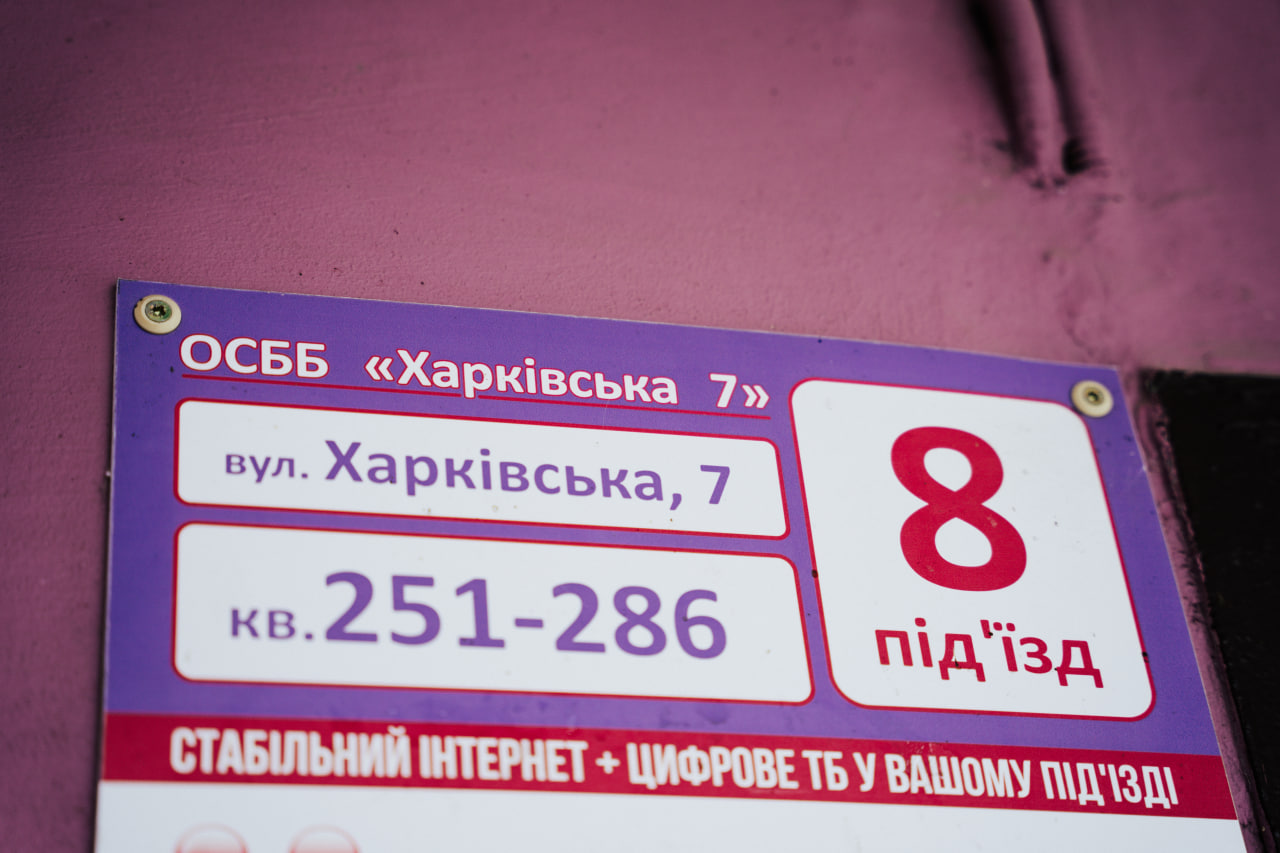 ОСББ «Харківська 7»
вул. Харківська, 7
кв. 251-286
8
під'їзд
СТАБІЛЬНИЙ ІНТЕРНЕТ + ЦИФРОВЕ ТБ У ВАШОМУ ПІД'ЇЗДІ